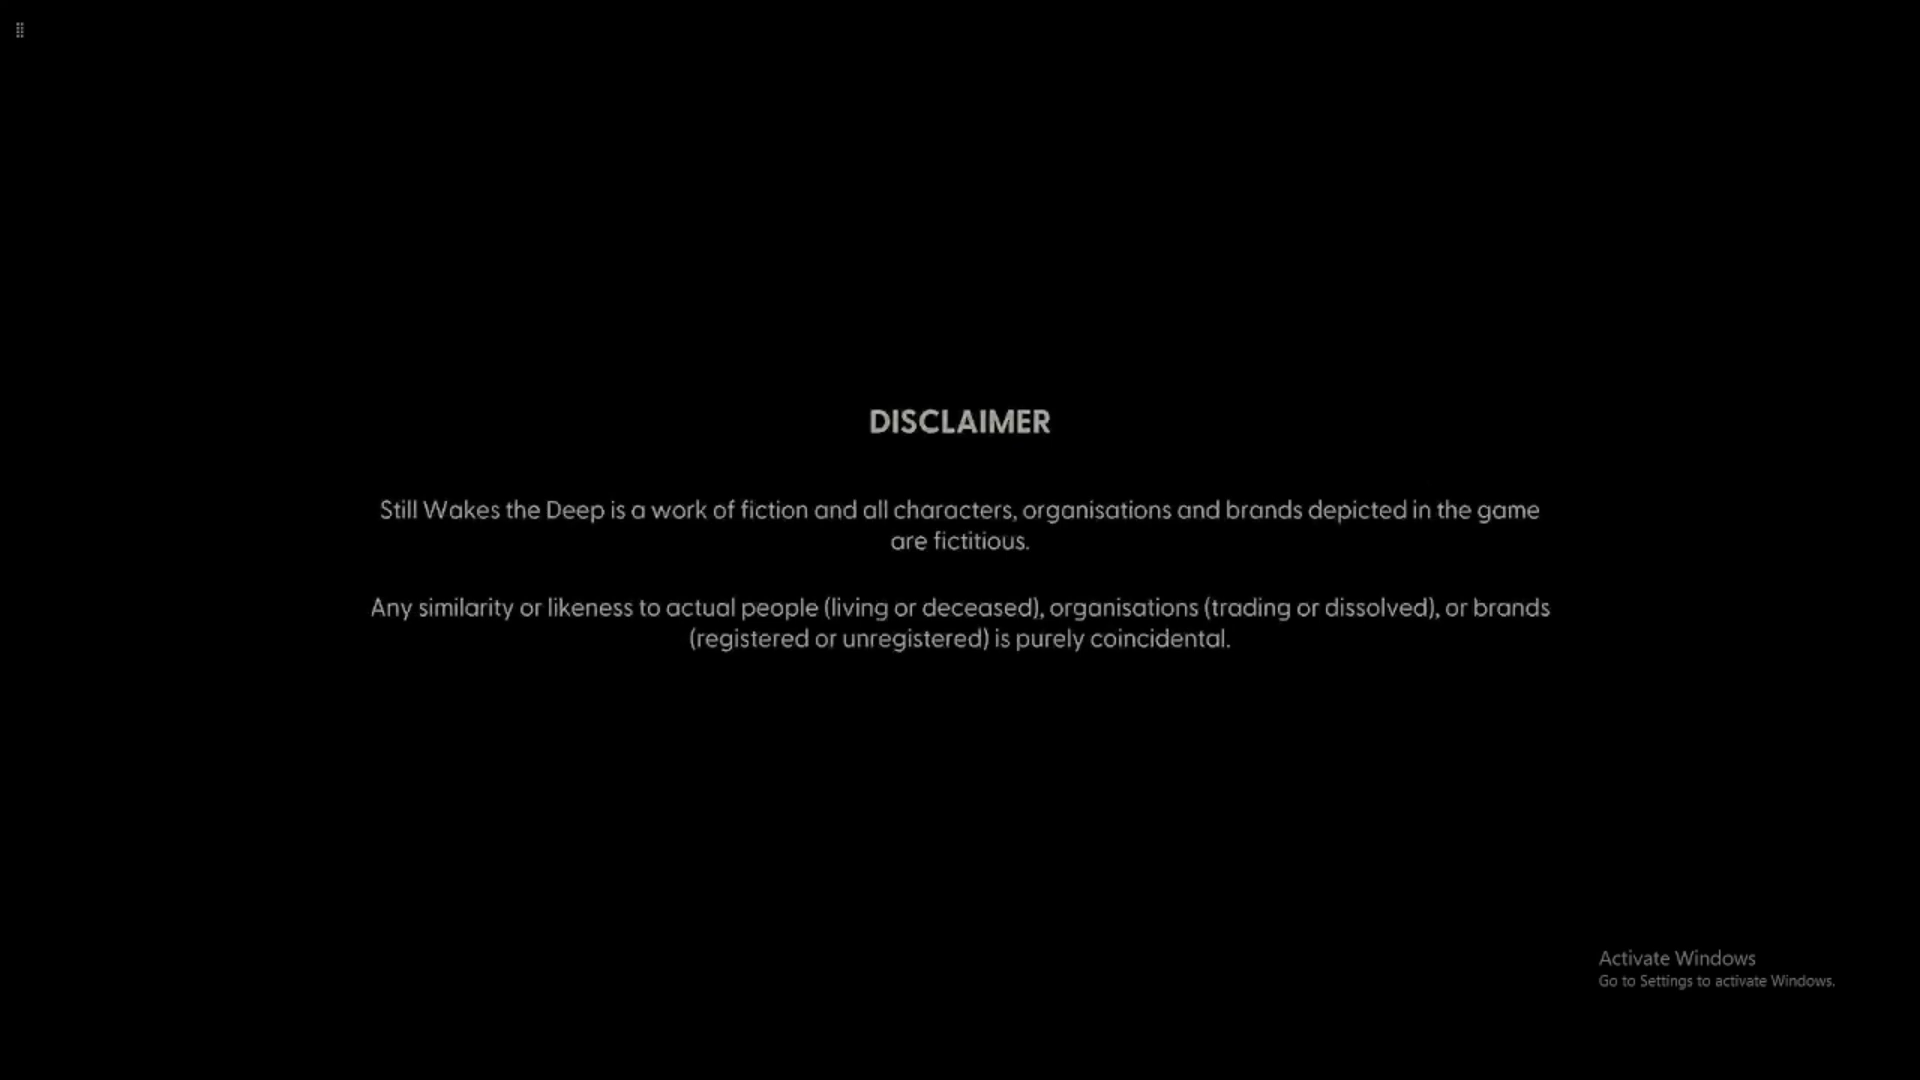 DISCLAIMER
Still Wakes the Deep is a work of fiction and all characters, organisations and brands depicted in the game
are fictitious.
Any similarity or likeness to actual people (living or deceased), organisations (trading or dissolved), or brands
(registered or unregistered) is purely coincidental.
Activate Windows
Go to Settings to activate Windows.